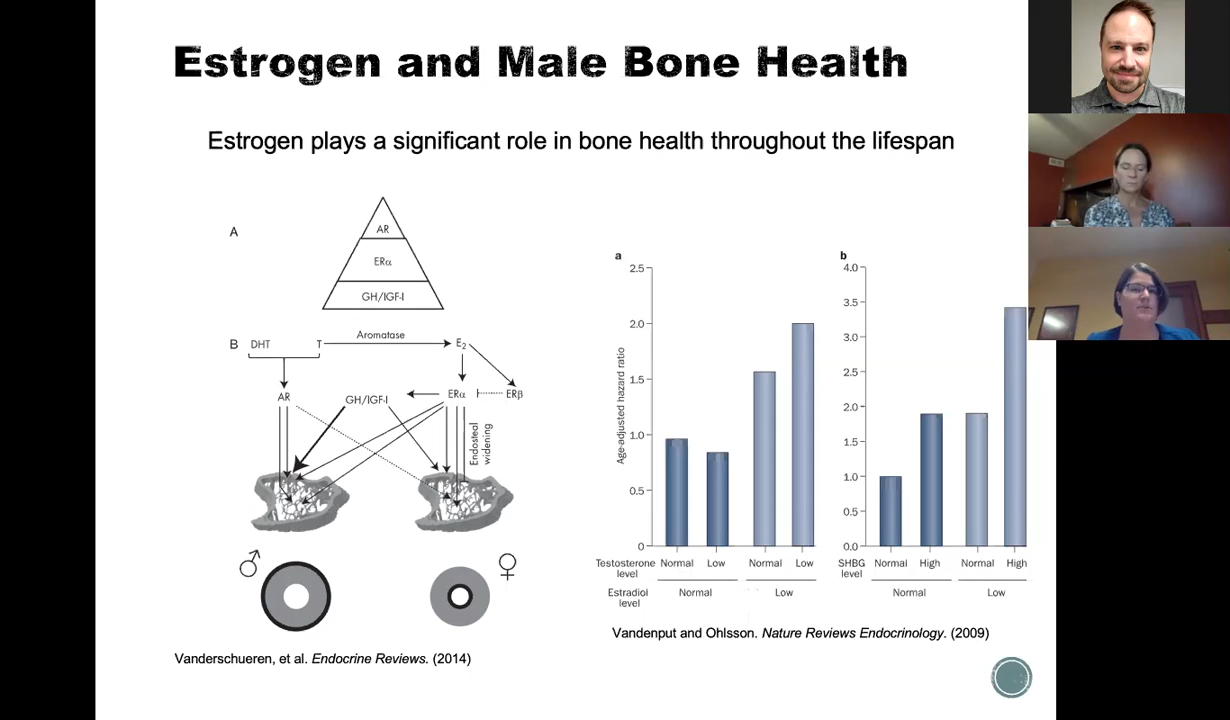 Estrogen and Male Bone Health
Estrogen plays a significant role in bone health throughout the lifespan
A
AR
ERα
GH/IGF-I
B
DHT
T
Aromatase
E2
AR
GH/IGF-I
ERα
ERβ
Endosteal
widening
♂
♀
Vanderschueren, et al. Endocrine Reviews. (2014)
a
2.5
2.0
1.5
1.0
0.5
0
Age-adjusted hazard ratio
Testosterone
level
Normal Low Normal Low
Estradiol
level
Normal Low
b
4.0
3.5
3.0
2.5
2.0
1.5
1.0
0.5
0.0
SHBG
level
Normal High Normal High
Normal Low
Vandenput and Ohlsson. Nature Reviews Endocrinology. (2009)